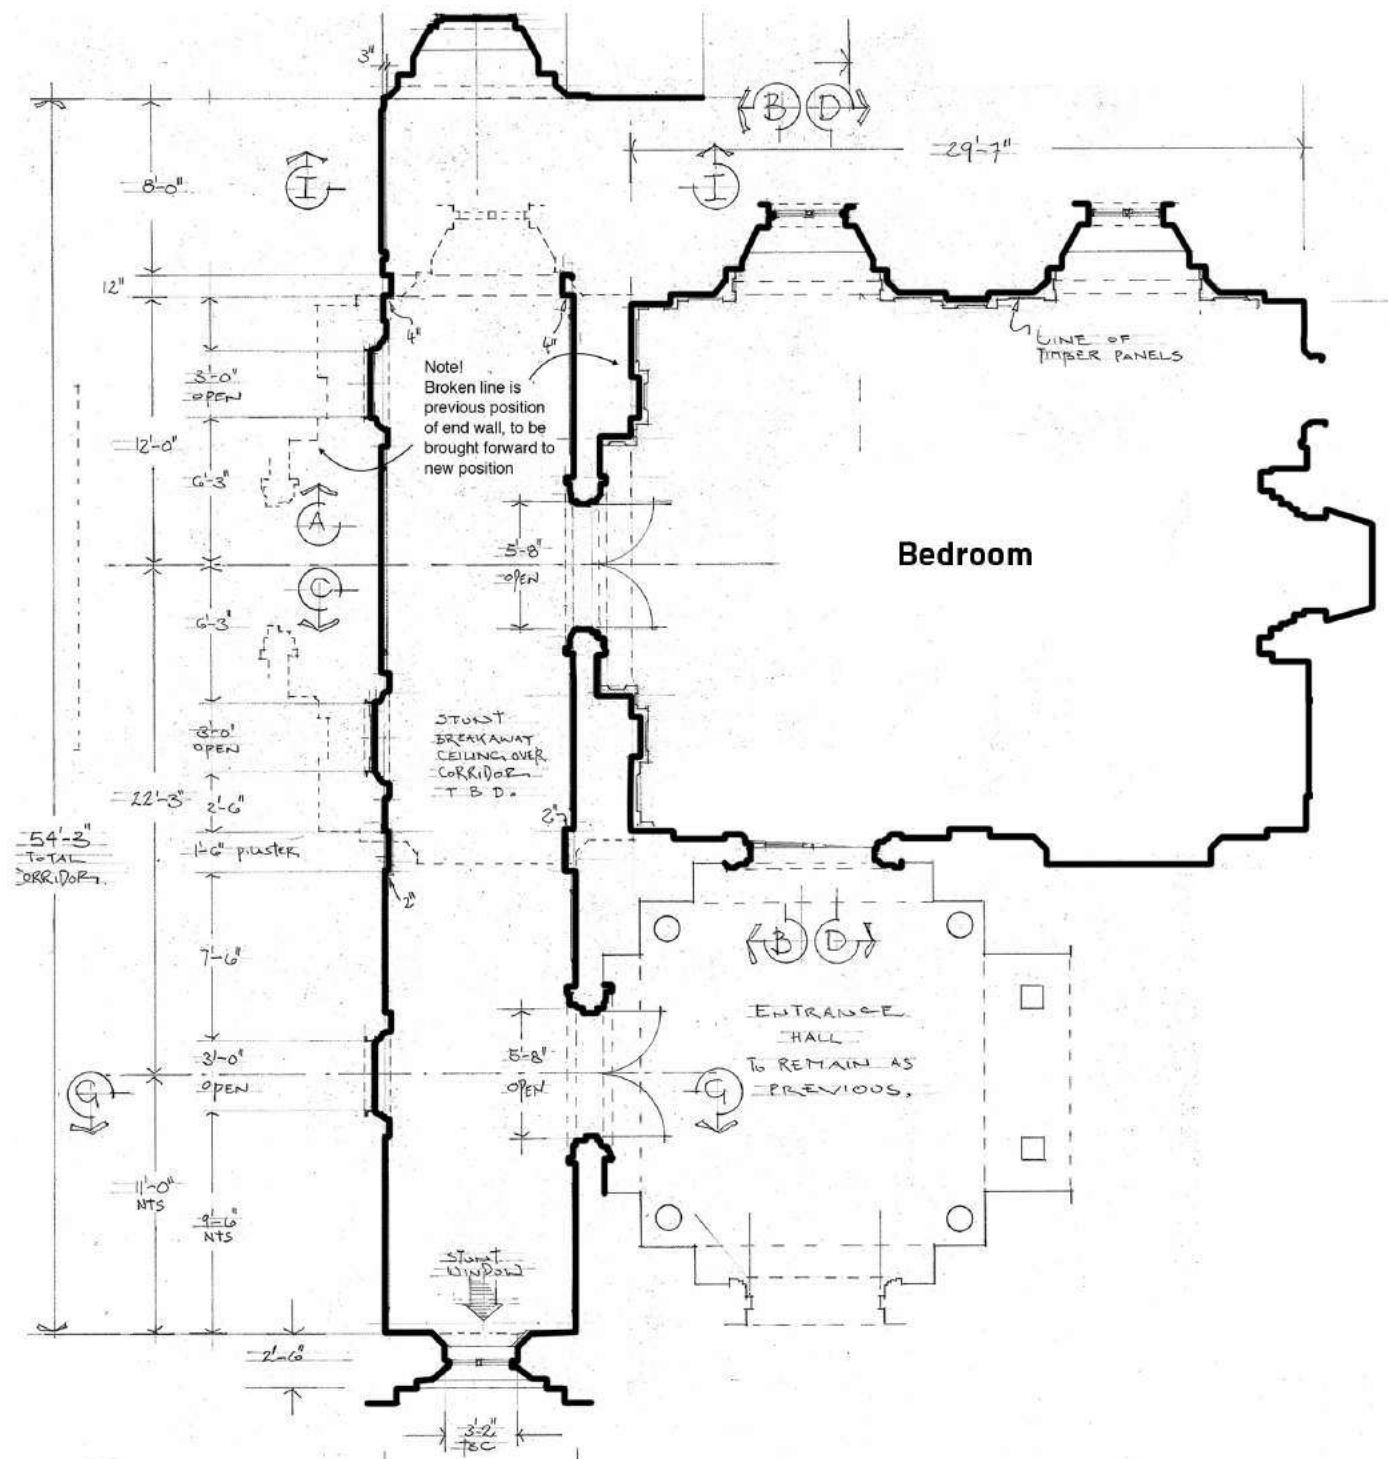 3"
B D
29'-7"
8'-0"
I
I
12"
4"
4"
LINE OF
TIMBER PANELS
Note!
Broken line is
previous position
of end wall, to be
brought forward to
new position
3'-0"
OPEN
12'-0"
6'-3"
A
5'-8"
OPEN
Bedroom
C
6'-3"
STUNT
BREAKAWAY
CEILING OVER
CORRIDOR
T B D.
3'-0"
OPEN
22'-3"
2'-6"
2"
54'-3"
TOTAL
CORRIDOR
1'-6" pilaster
2"
B D
7'-6"
ENTRANCE
HALL
TO REMAIN AS
PREVIOUS.
3'-0"
OPEN
5'-8"
OPEN
G
G
11'-0"
NTS
9'-6"
NTS
STUNT
WINDOW
2'-6"
3'-2"
TBC